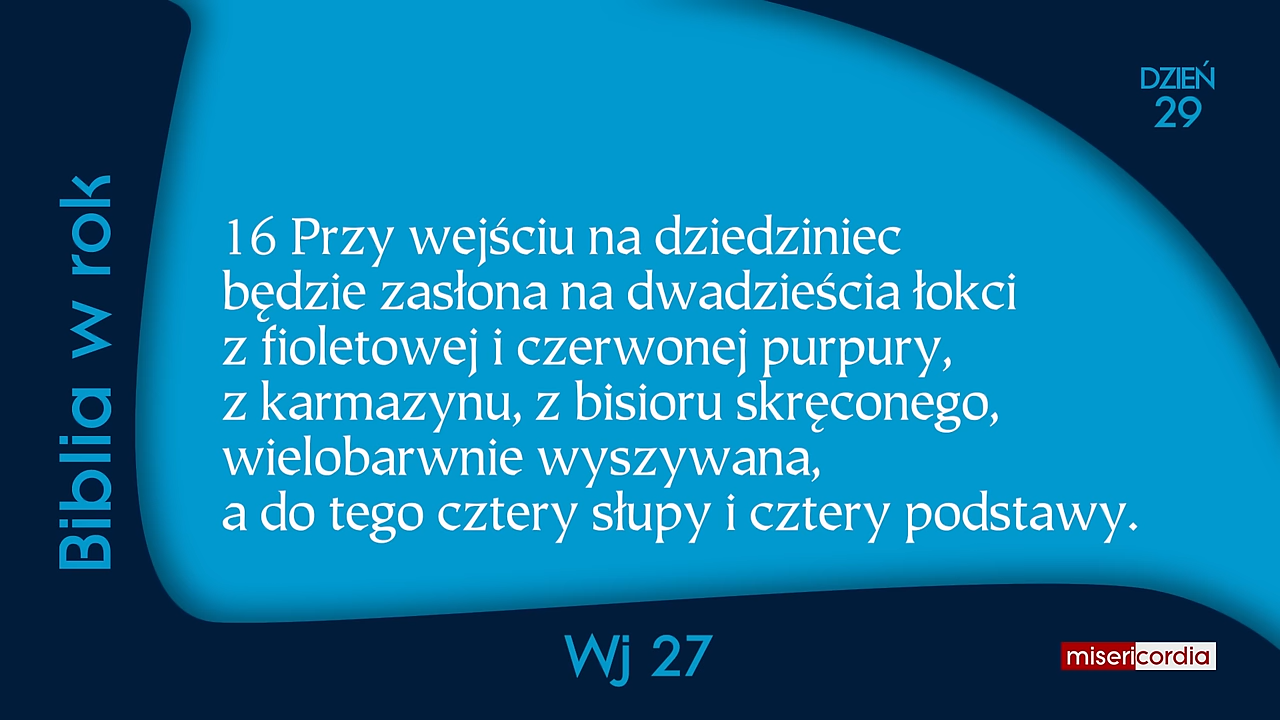 DZIEŃ
29
Biblia w rok
16 Przy wejściu na dziedziniec
będzie zasłona na dwadzieścia łokci
z fioletowej i czerwonej purpury,
z karmazynu, z bisioru skręconego,
wielobarwnie wyszywana,
a do tego cztery słupy i cztery podstawy.
Wj 27
misericordia